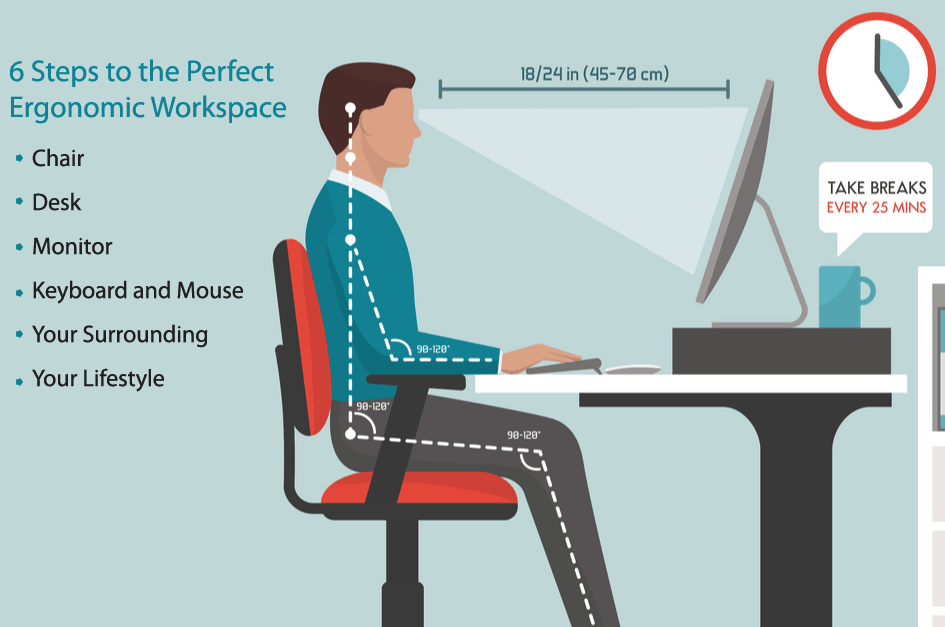 6 Steps to the Perfect
Ergonomic Workspace
• Chair
• Desk
• Monitor
• Keyboard and Mouse
• Your Surrounding
• Your Lifestyle
18/24 in (45-70 cm)
TAKE BREAKS
EVERY 25 MINS
90-120°
90-120°
90-120°